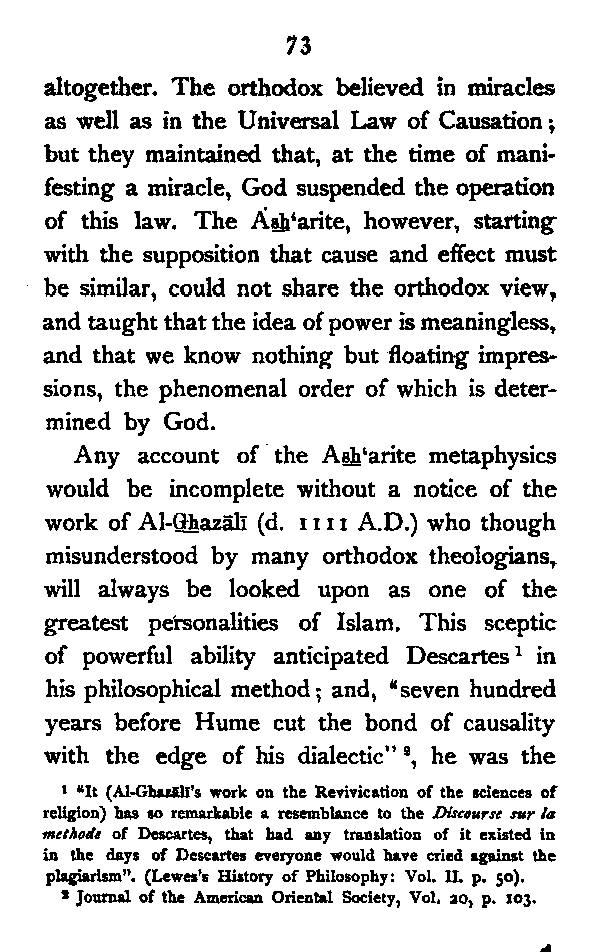 73
altogether. The orthodox believed in miracles
as well as in the Universal Law of Causation;
but they maintained that, at the time of mani-
festing a miracle, God suspended the operation
of this law. The As̲h̲‘arite, however, starting
with the supposition that cause and effect must
be similar, could not share the orthodox view,
and taught that the idea of power is meaningless,
and that we know nothing but floating impres-
sions, the phenomenal order of which is deter-
mined by God.
Any account of the As̲h̲‘arite metaphysics
would be incomplete without a notice of the
work of Al-G̲h̲azālī (d. 1111 A.D.) who though
misunderstood by many orthodox theologians,
will always be looked upon as one of the
greatest personalities of Islam. This sceptic
of powerful ability anticipated Descartes ¹ in
his philosophical method; and, “seven hundred
years before Hume cut the bond of causality
with the edge of his dialectic” ², he was the
¹ “It (Al-Ghazālī's work on the Revivication of the sciences of
religion) has so remarkable a resemblance to the Discourse sur la
methode of Descartes, that had any translation of it existed in
in the days of Descartes everyone would have cried against the
plagiarism”. (Lewes's History of Philosophy: Vol. II. p. 50).
² Journal of the American Oriental Society, Vol. 20, p. 103.